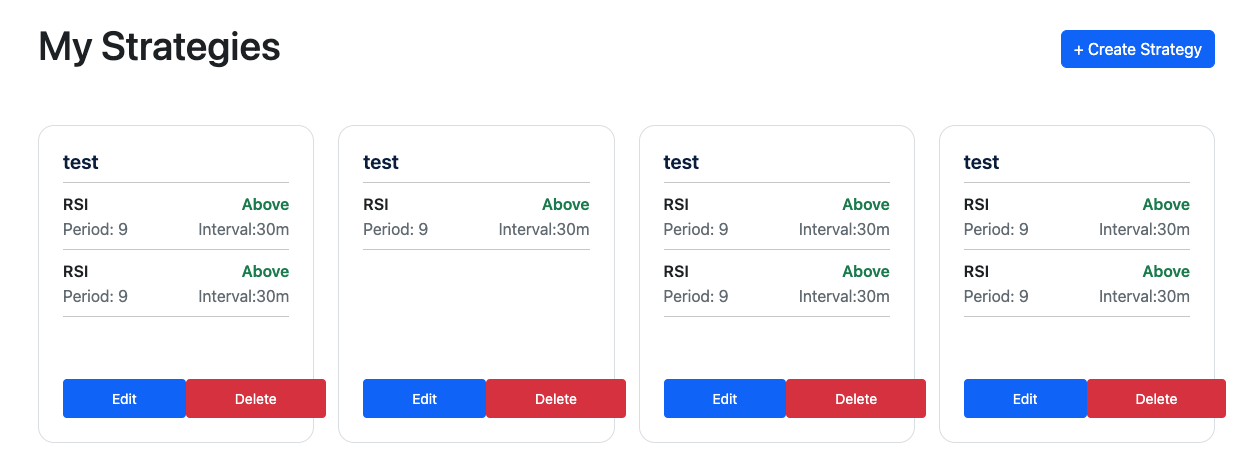 My Strategies
+ Create Strategy
test
RSI Above
Period: 9 Interval:30m
RSI Above
Period: 9 Interval:30m
Edit Delete
test
RSI Above
Period: 9 Interval:30m
Edit Delete
test
RSI Above
Period: 9 Interval:30m
RSI Above
Period: 9 Interval:30m
Edit Delete
test
RSI Above
Period: 9 Interval:30m
RSI Above
Period: 9 Interval:30m
Edit Delete